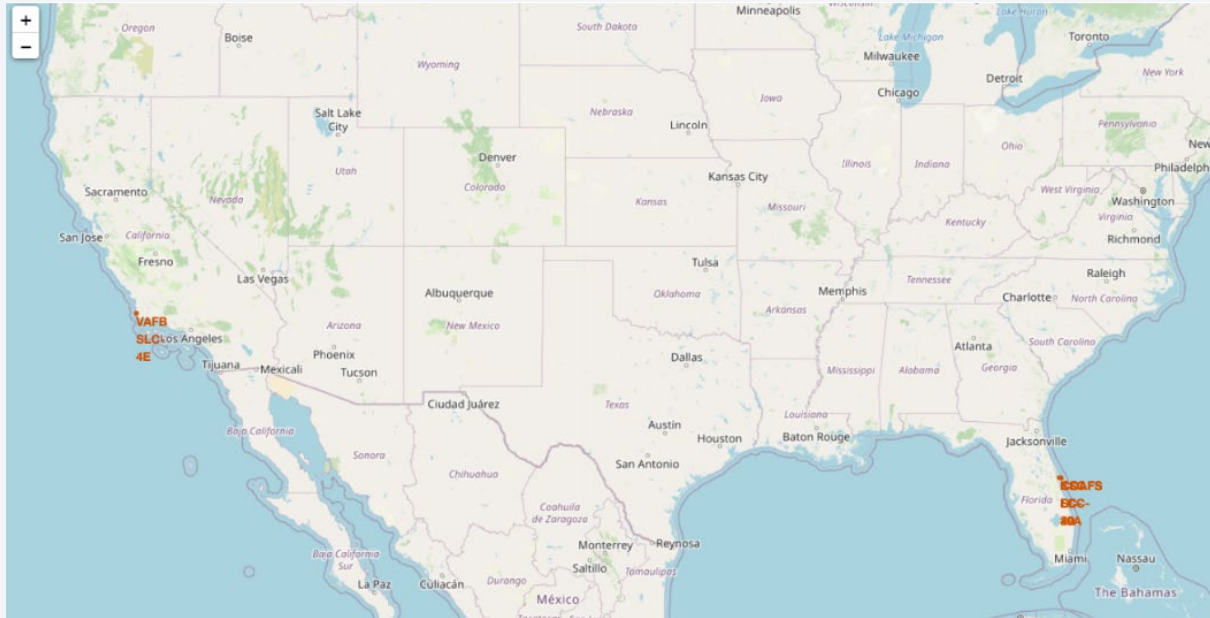 +
−
Oregon
Boise
Wyoming
South Dakota
Minneapolis
Wisconsin
Lake Michigan
Lake Huron
Toronto
Milwaukee
Detroit
New York
Chicago
Iowa
Nebraska
Lincoln
Salt Lake
City
Pennsylvania
New
Philadelph
Ohio
Indiana
Illinois
Denver
Utah
Colorado
Kansas City
Kansas
Missouri
West Virginia
Washington
Virginia
Richmond
Kentucky
Sacramento
Nevada
San Jose
California
Fresno
Las Vegas
Tulsa
Raleigh
Tennessee
Albuquerque
Oklahoma
Memphis
Charlotte
North Carolina
Arkansas
VAFB
SLC-
4E
Los Angeles
Arizona
New Mexico
Phoenix
Tucson
Atlanta
South Carolina
Dallas
Tijuana
Mexicali
Mississippi
Alabama
Georgia
Ciudad Juárez
Texas
Louisiana
Baja California
Austin
Houston
Baton Rouge
Jacksonville
Sonora
San Antonio
Chihuahua
Florida
Coahuila
de Zaragoza
Monterrey
Reynosa
Miami
Nassau
Baja California
Sur
Saltillo
Tamaulipas
La Paz
Culiacán
Durango
México
The Bahamas